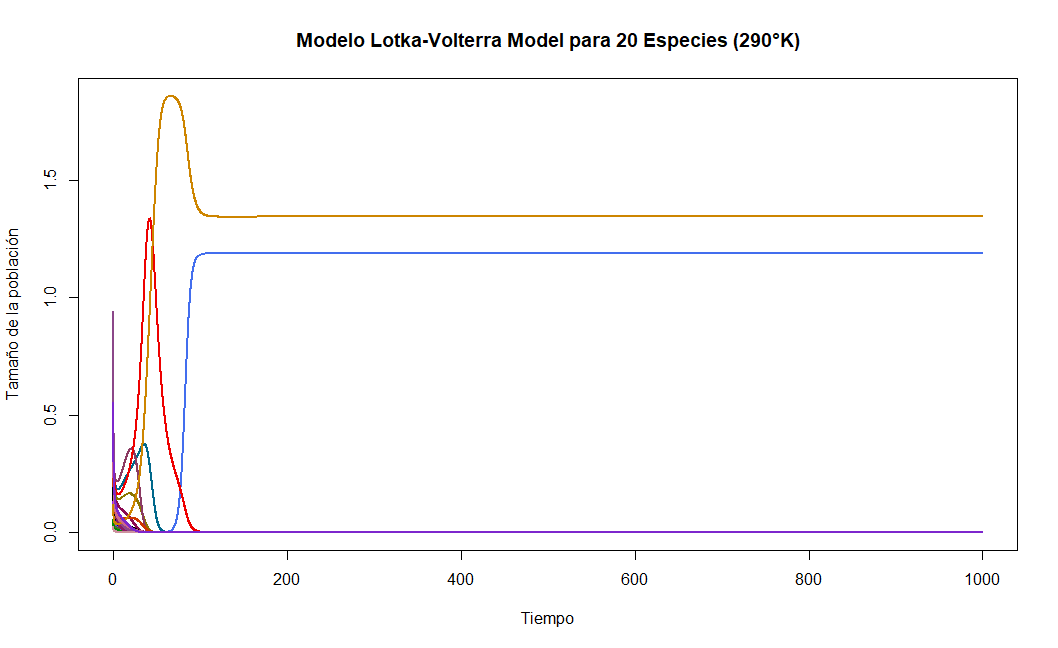 Modelo Lotka-Volterra Model para 20 Especies (290°K)
Tamaño de la población
1.5
1.0
0.5
0.0
0 200 400 600 800 1000
Tiempo